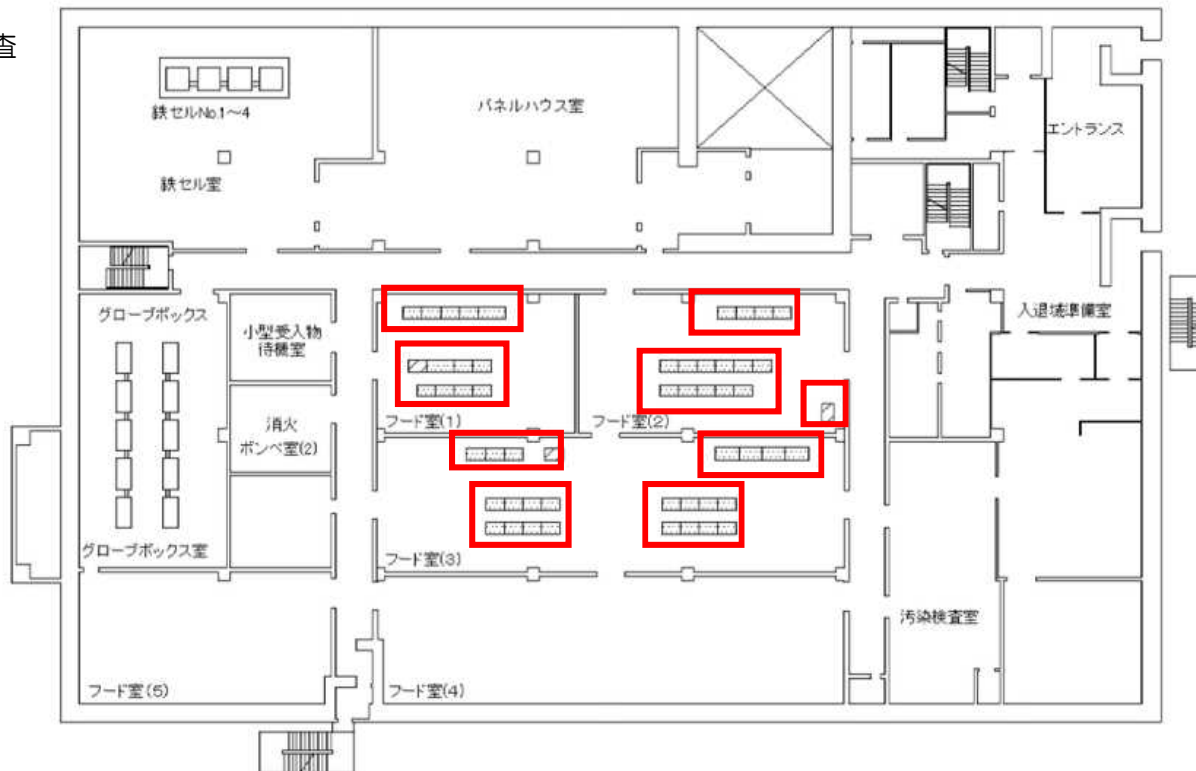 査
鉄セルNo.1～4
パネルハウス室
エントランス
鉄セル室
グローブボックス
小型受入物
待機室
入退域準備室
消火
ボンベ室(2)
フード室(1)
フード室(2)
グローブボックス室
フード室(3)
汚染検査室
フード室(5)
フード室(4)